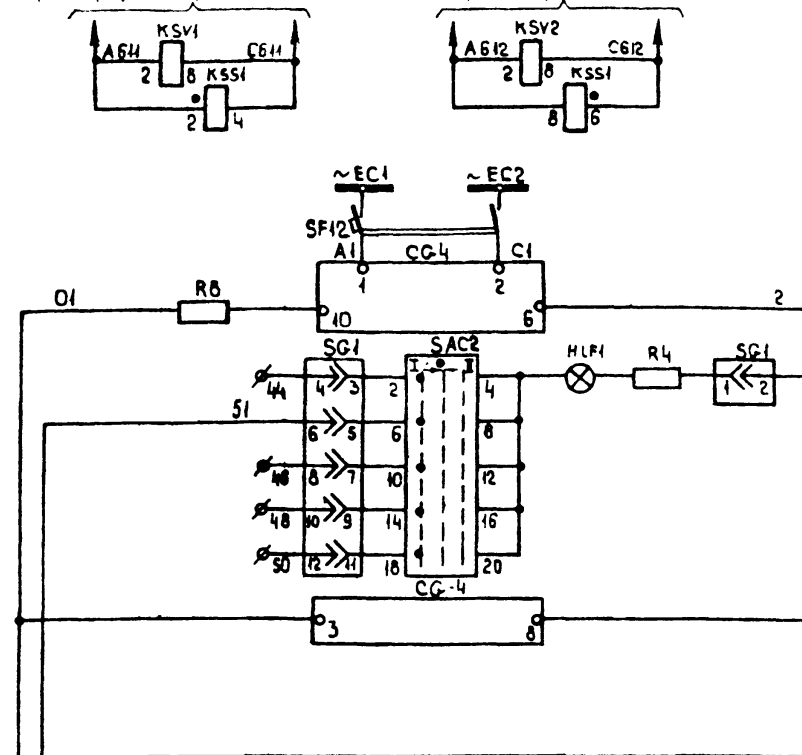 KSV1
A611 C611
2 8 KSS1
2 4
KSV2
A612 C612
2 8 KSS1
8 6
~EC1 ~EC2
SF12
A1 CG4 C1
1 2
01 R8 10 6 2
SG1 SAC2 HLF1 R4 SG1
I II
44 4 3 2 4 1 2
51 6 5 6 8
46 8 7 10 12
48 10 9 14 16
50 12 11 18 20
CG-4
3 8